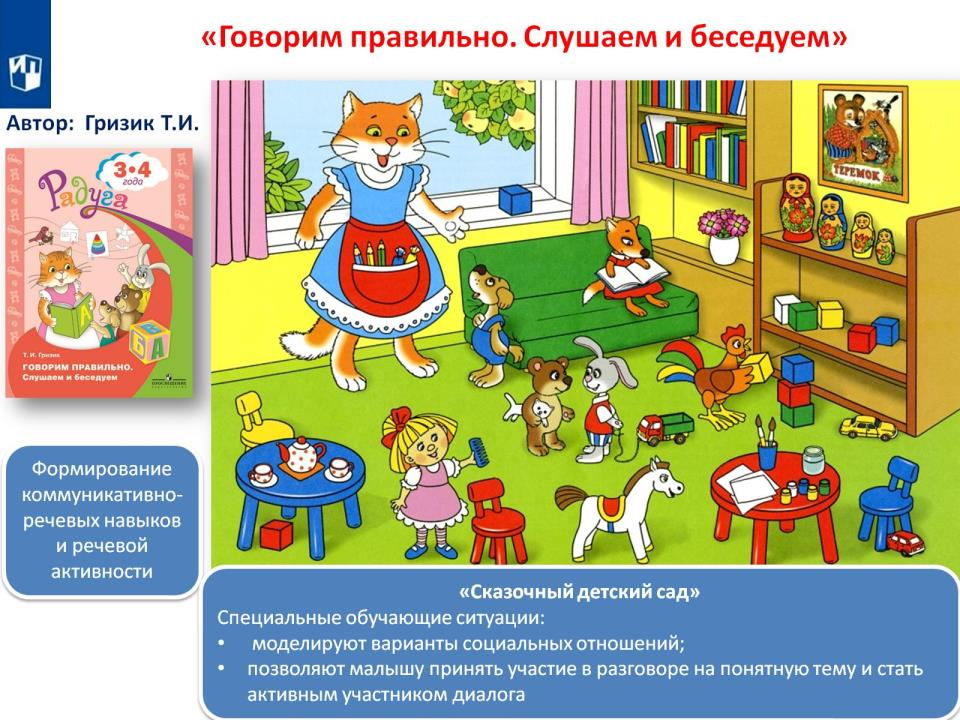 «Говорим правильно. Слушаем и беседуем»
Автор: Гризик Т.И.
3•4
года
Радуга
А
Б
А
В
Т. И. Гризик
ГОВОРИМ ПРАВИЛЬНО.
Слушаем и беседуем
ПРОСВЕЩЕНИЕ
ТЕРЕМОК
Формирование
коммуникативно-
речевых навыков
и речевой
активности
«Сказочный детский сад»
Специальные обучающие ситуации:
• моделируют варианты социальных отношений;
• позволяют малышу принять участие в разговоре на понятную тему и стать
активным участником диалога